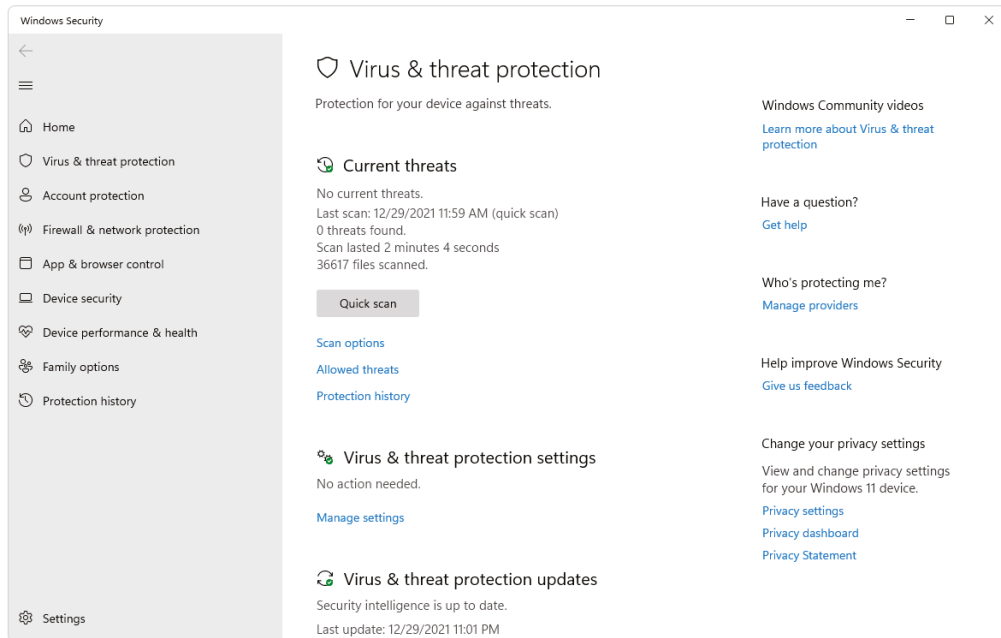 Windows Security
Home
Virus & threat protection
Account protection
Firewall & network protection
App & browser control
Device security
Device performance & health
Family options
Protection history
Settings
Virus & threat protection
Protection for your device against threats.
Current threats
No current threats.
Last scan: 12/29/2021 11:59 AM (quick scan)
0 threats found.
Scan lasted 2 minutes 4 seconds
36617 files scanned.
Quick scan
Scan options
Allowed threats
Protection history
Virus & threat protection settings
No action needed.
Manage settings
Virus & threat protection updates
Security intelligence is up to date.
Last update: 12/29/2021 11:01 PM
Windows Community videos
Learn more about Virus & threat
protection
Have a question?
Get help
Who's protecting me?
Manage providers
Help improve Windows Security
Give us feedback
Change your privacy settings
View and change privacy settings
for your Windows 11 device.
Privacy settings
Privacy dashboard
Privacy Statement